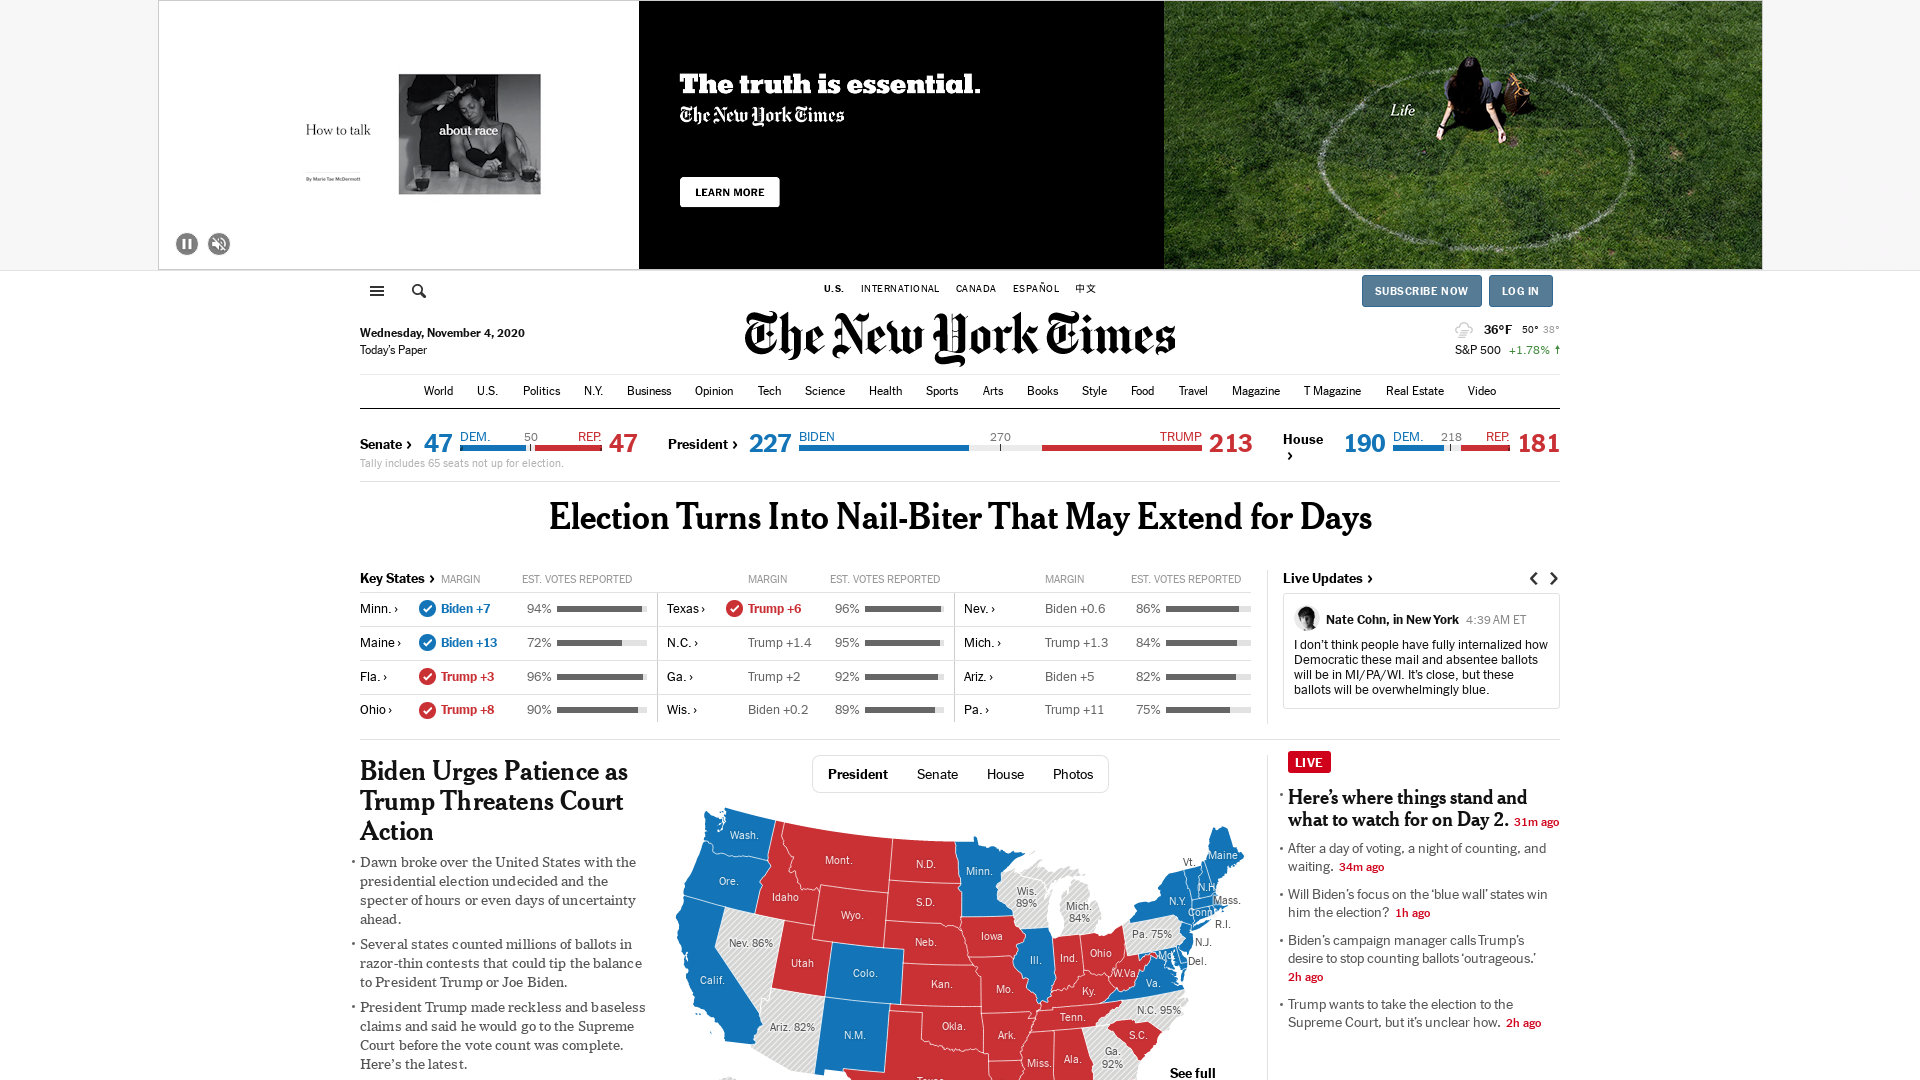 How to talk
about race
By Marie Tae McDermott
The truth is essential.
The New York Times
LEARN MORE
Life
U.S. INTERNATIONAL CANADA ESPAÑOL 中文
SUBSCRIBE NOW LOG IN
Wednesday, November 4, 2020
Today's Paper
The New York Times
36°F 50° 38°
S&P 500 +1.78% ↑
World U.S. Politics N.Y. Business Opinion Tech Science Health Sports Arts Books Style Food Travel Magazine T Magazine Real Estate Video
Senate › 47 DEM. 50 REP. 47
Tally includes 65 seats not up for election.
President › 227 BIDEN 270 TRUMP 213
House › 190 DEM. 218 REP. 181
Election Turns Into Nail-Biter That May Extend for Days
Key States › MARGIN EST. VOTES REPORTED MARGIN EST. VOTES REPORTED MARGIN EST. VOTES REPORTED
Minn. › Biden +7 94% Texas › Trump +6 96% Nev. › Biden +0.6 86%
Maine › Biden +13 72% N.C. › Trump +1.4 95% Mich. › Trump +1.3 84%
Fla. › Trump +3 96% Ga. › Trump +2 92% Ariz. › Biden +5 82%
Ohio › Trump +8 90% Wis. › Biden +0.2 89% Pa. › Trump +11 75%
Live Updates ›
Nate Cohn, in New York 4:39 AM ET
I don't think people have fully internalized how
Democratic these mail and absentee ballots
will be in MI/PA/WI. It's close, but these
ballots will be overwhelmingly blue.
Biden Urges Patience as
Trump Threatens Court
Action
• Dawn broke over the United States with the
presidential election undecided and the
specter of hours or even days of uncertainty
ahead.
• Several states counted millions of ballots in
razor-thin contests that could tip the balance
to President Trump or Joe Biden.
• President Trump made reckless and baseless
claims and said he would go to the Supreme
Court before the vote count was complete.
Here's the latest.
President Senate House Photos
Wash.
Mont.
N.D.
Minn.
Maine
Vt.
Ore.
Idaho
Wis.
89%
N.H.
S.D.
Wyo.
Mich.
84%
N.Y.
Mass.
Conn.
R.I.
Iowa
Neb.
Pa. 75%
Nev. 86%
N.J.
Ohio
Md.
Del.
Utah
Colo.
Ill.
Ind.
W.Va.
Calif.
Kan.
Mo.
Ky.
Va.
N.C. 95%
Tenn.
Ariz. 82%
N.M.
Okla.
Ark.
S.C.
Miss.
Ala.
Ga.
92%
Texas
See full
LIVE
• Here's where things stand and
what to watch for on Day 2. 31m ago
• After a day of voting, a night of counting, and
waiting. 34m ago
• Will Biden's focus on the ‘blue wall’ states win
him the election? 1h ago
• Biden's campaign manager calls Trump's
desire to stop counting ballots ‘outrageous.’
2h ago
• Trump wants to take the election to the
Supreme Court, but it's unclear how. 2h ago